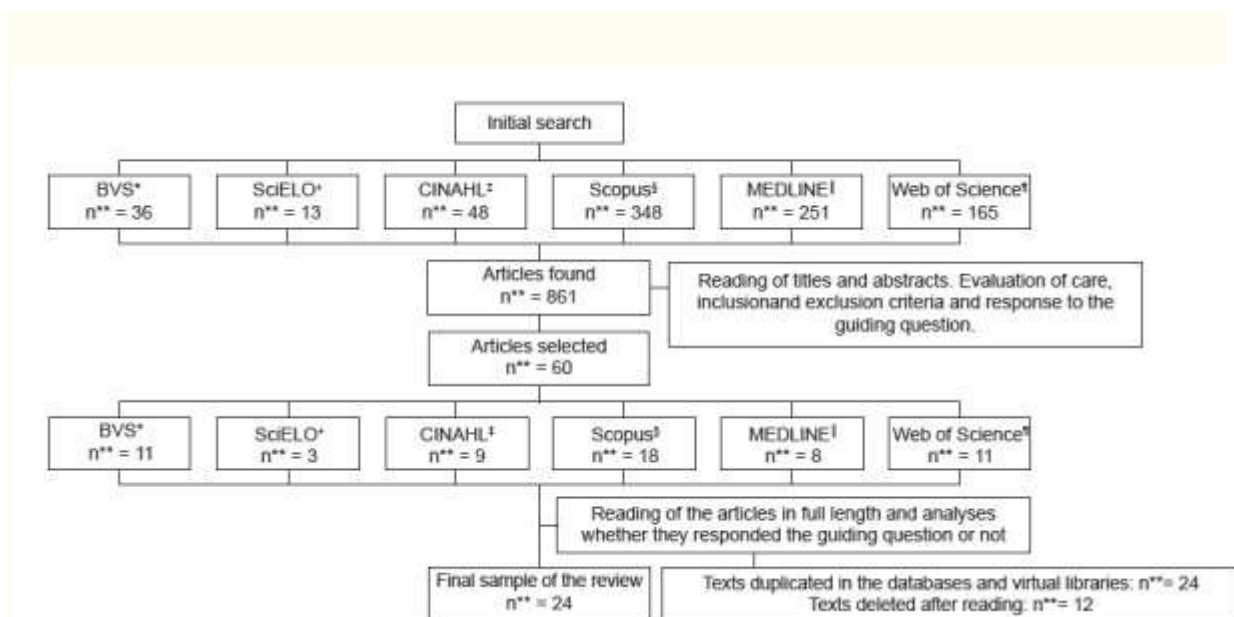 Initial search
BVS*
n** = 36
SciELO+
n** = 13
CINAHL‡
n** = 48
Scopus§
n** = 348
MEDLINE||
n** = 251
Web of Science¶
n** = 165
Articles found
n** = 861
Reading of titles and abstracts. Evaluation of care,
inclusionand exclusion criteria and response to the
guiding question.
Articles selected
n** = 60
BVS*
n** = 11
SciELO+
n** = 3
CINAHL‡
n** = 9
Scopus§
n** = 18
MEDLINE||
n** = 8
Web of Science¶
n** = 11
Reading of the articles in full length and analyses
whether they responded the guiding question or not
Final sample of the review
n** = 24
Texts duplicated in the databases and virtual libraries: n**= 24
Texts deleted after reading: n**= 12